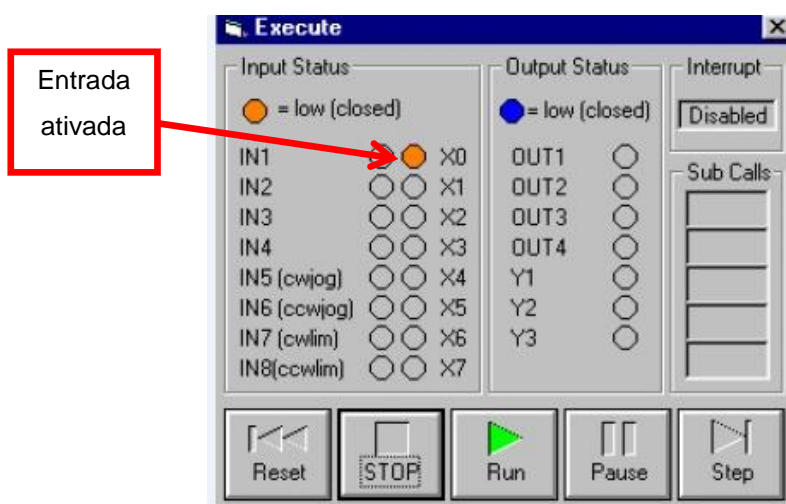 Entrada
ativada
Execute
Input Status
= low (closed)
IN1 X0
IN2 X1
IN3 X2
IN4 X3
IN5 (cwjog) X4
IN6 (ccwjog) X5
IN7 (cwlim) X6
IN8(ccwlim) X7
Output Status
= low (closed)
OUT1
OUT2
OUT3
OUT4
Y1
Y2
Y3
Interrupt
Disabled
Sub Calls
Reset
STOP
Run
Pause
Step